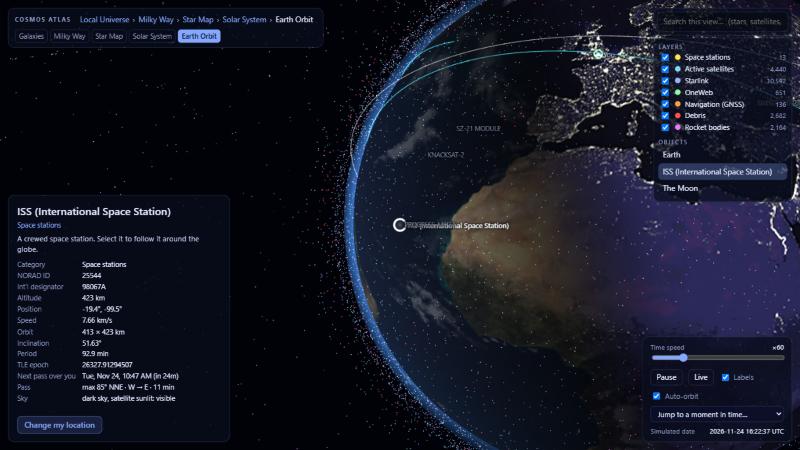 COSMOS ATLAS Local Universe › Milky Way › Star Map › Solar System › Earth Orbit
Galaxies Milky Way Star Map Solar System Earth Orbit
Search this view... (stars, satellites,
LAYERS
Space stations 13
Active satellites 4,440
Starlink 10,592
OneWeb 651
Navigation (GNSS) 136
Debris 2,682
Rocket bodies 2,164
OBJECTS
Earth
ISS (International Space Station)
The Moon
SZ-21 MODULE
KNACKSAT-2
(International Space Station)
ISS (International Space Station)
Space stations
A crewed space station. Select it to follow it around the
globe.
Category Space stations
NORAD ID 25544
Int'l designator 98067A
Altitude 423 km
Position -19.4°, -99.5°
Speed 7.66 km/s
Orbit 413 × 423 km
Inclination 51.63°
Period 92.9 min
TLE epoch 26327.91294507
Next pass over you Tue, Nov 24, 10:47 AM (in 24m)
Pass max 85° NNE · W → E · 11 min
Sky dark sky, satellite sunlit: visible
Change my location
Time speed ×60
Pause Live Labels
Auto-orbit
Jump to a moment in time...
Simulated date 2026-11-24 16:22:37 UTC